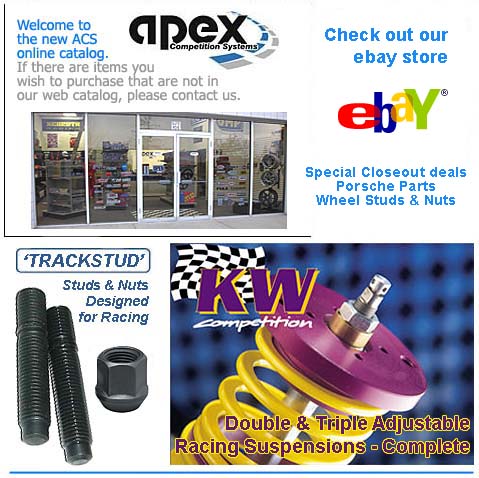 Welcome to
the new ACS
online catalog.
If there are items you
wish to purchase that are not in
our web catalog, please contact us.
apex
Competition Systems
Check out our
ebay store
ebaY®
Special Closeout deals
Porsche Parts
Wheel Studs & Nuts
apex
'TRACKSTUD'
Studs & Nuts
Designed
for Racing
KW
competition
Double & Triple Adjustable
Racing Suspensions - Complete